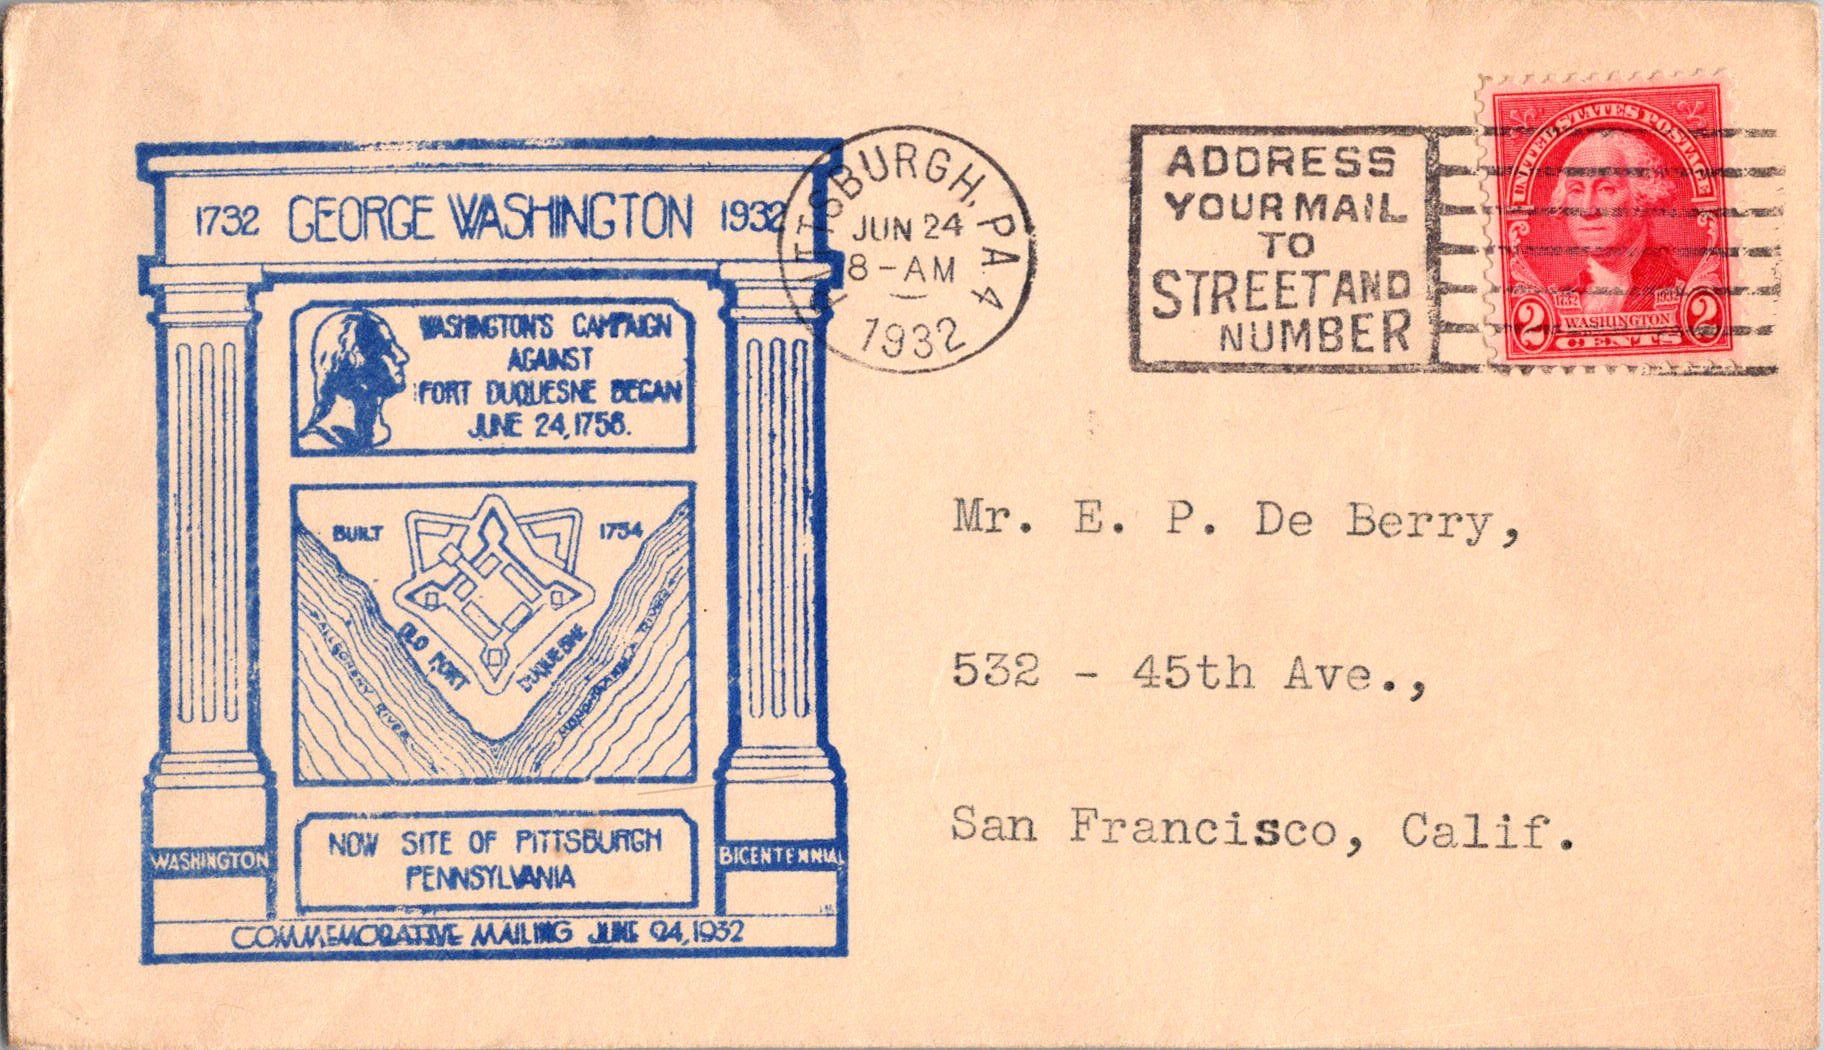 1732 GEORGE WASHINGTON 1932
WASHINGTON'S CAMPAIGN
AGAINST
FORT DUQUESNE BEGAN
JUNE 24, 1758.
BUILT 1754
OLD FORT DUQUESNE
ALLEGHENY RIVER
MONONGAHELA RIVER
NOW SITE OF PITTSBURGH
PENNSYLVANIA
WASHINGTON BICENTENNIAL
COMMEMORATIVE MAILING JUNE 24, 1932
PITTSBURGH, PA. 4
JUN 24
8-AM
1932
ADDRESS
YOUR MAIL
TO
STREET AND
NUMBER
UNITED STATES POSTAGE
1732 1932
2 WASHINGTON 2
CENTS
Mr. E. P. De Berry,
532 - 45th Ave.,
San Francisco, Calif.